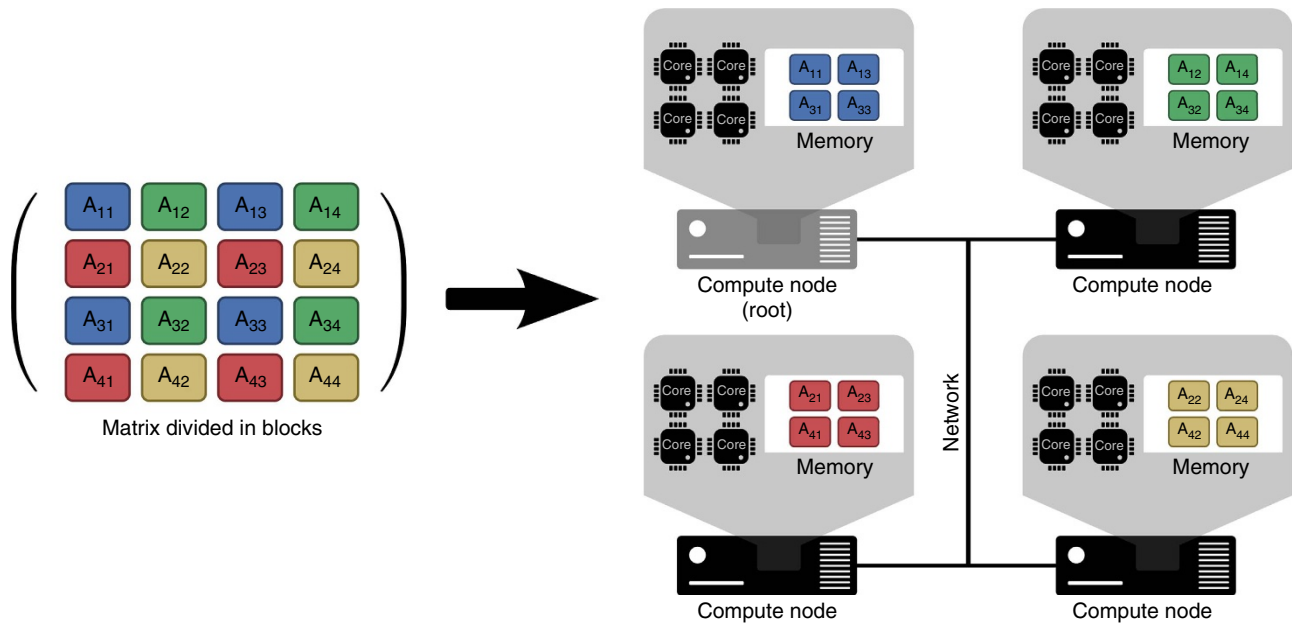 A11 A12 A13 A14
A21 A22 A23 A24
A31 A32 A33 A34
A41 A42 A43 A44
Matrix divided in blocks
Core Core
Core Core
A11 A13
A31 A33
Memory
Compute node
(root)
Core Core
Core Core
A12 A14
A32 A34
Memory
Compute node
Core Core
Core Core
A21 A23
A41 A43
Memory
Compute node
Network
Core Core
Core Core
A22 A24
A42 A44
Memory
Compute node